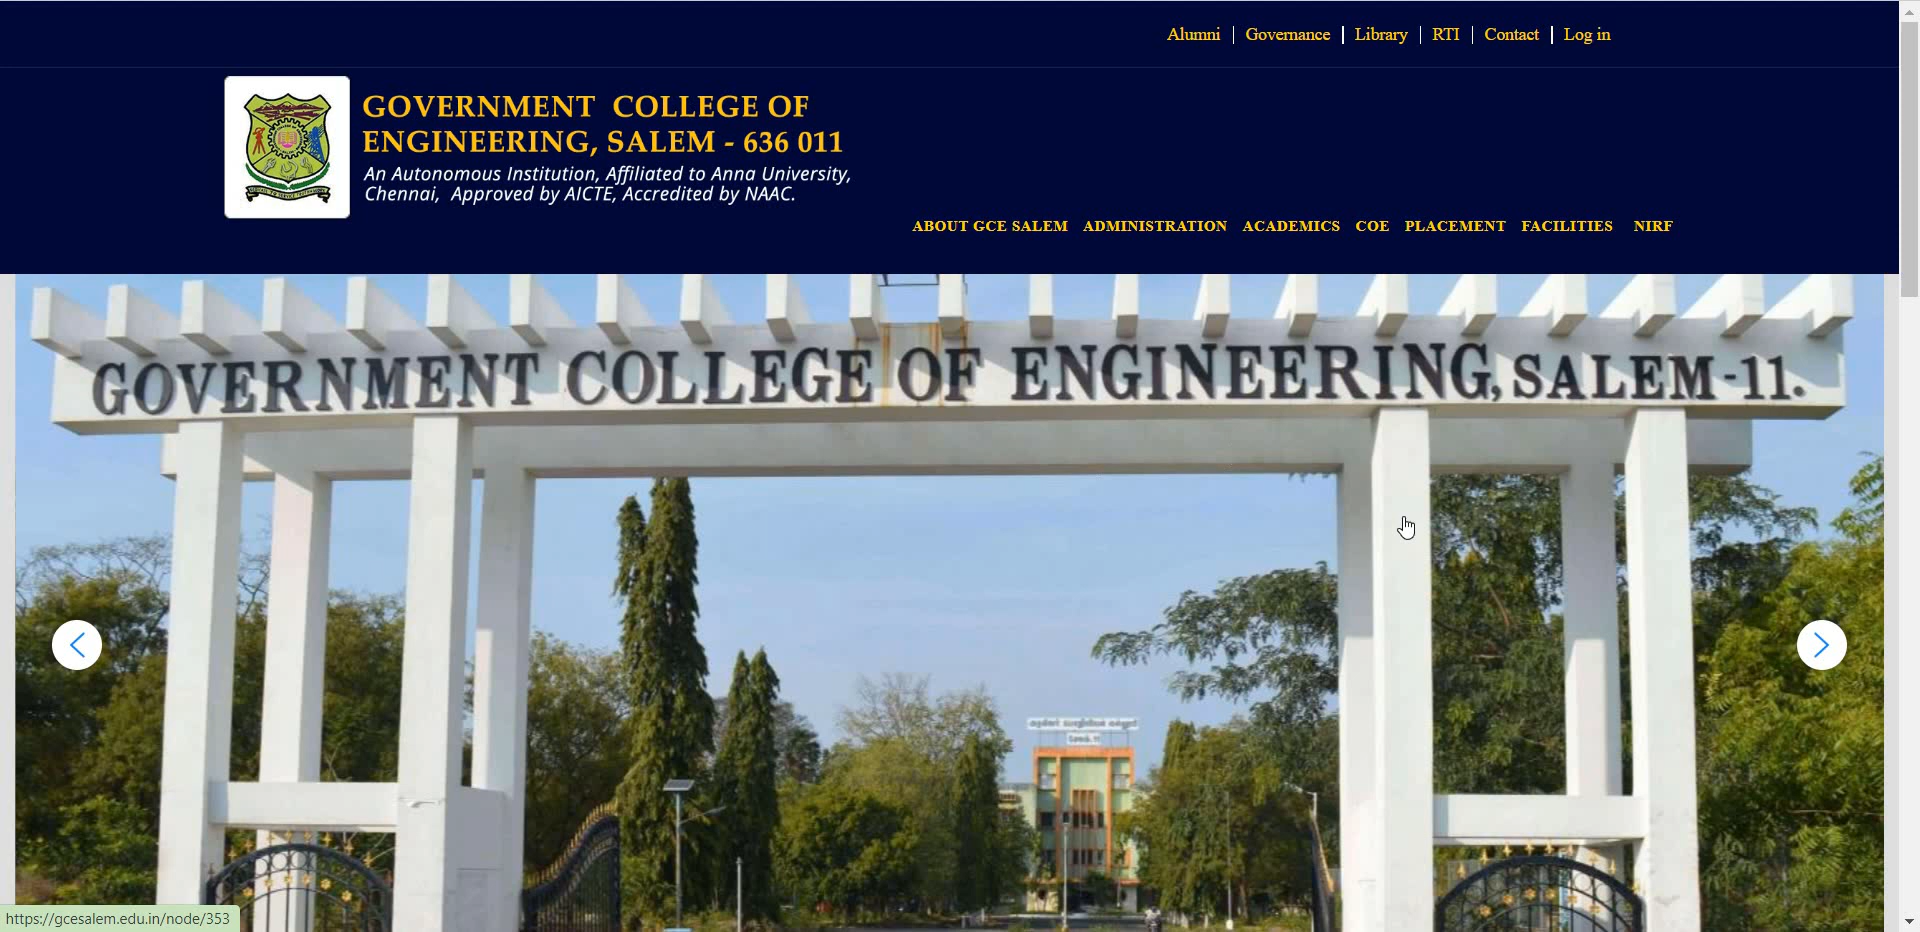 Alumni | Governance | Library | RTI | Contact | Log in
GOVERNMENT COLLEGE OF
ENGINEERING, SALEM - 636 011
An Autonomous Institution, Affiliated to Anna University,
Chennai, Approved by AICTE, Accredited by NAAC.
ABOUT GCE SALEM ADMINISTRATION ACADEMICS COE PLACEMENT FACILITIES NIRF
GOVERNMENT COLLEGE OF ENGINEERING, SALEM-11.
https://gcesalem.edu.in/node/353